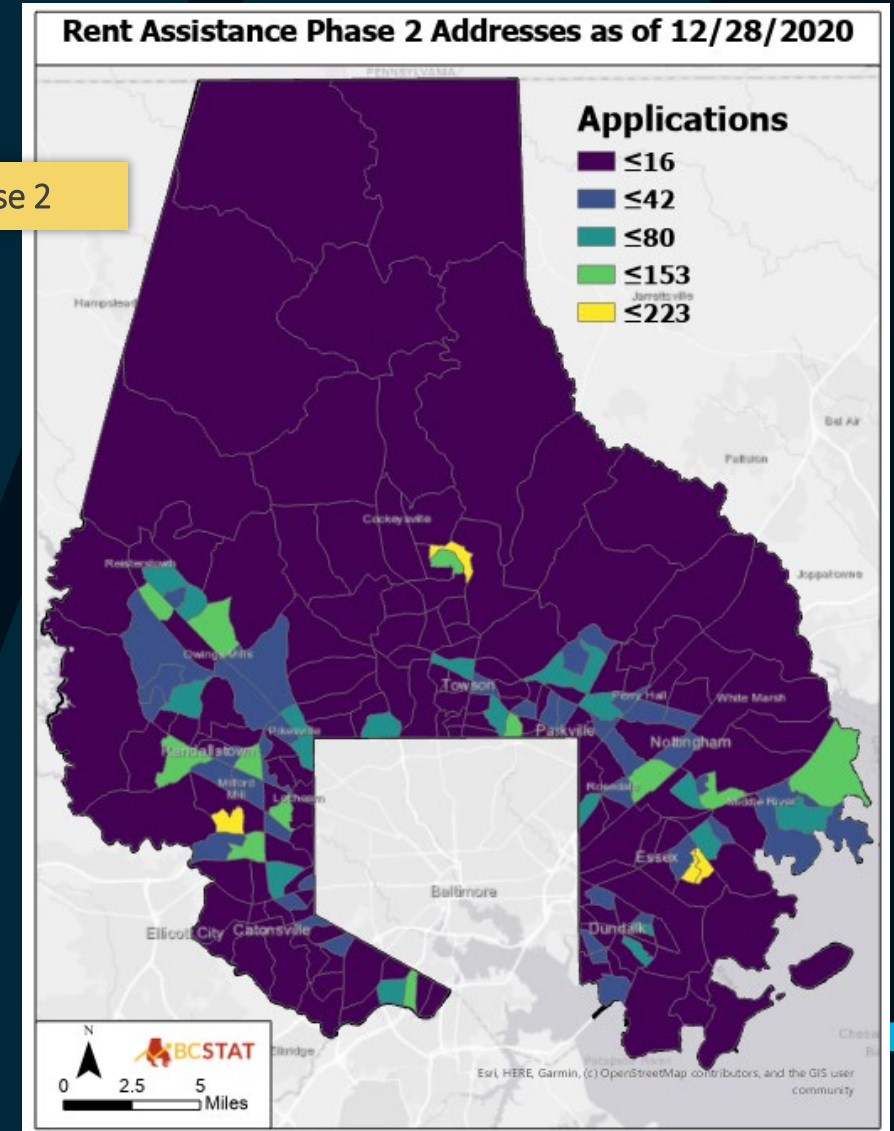 Rent Assistance Phase 2 Addresses as of 12/28/2020
PENNSYLVANIA
Applications
≤16
≤42
≤80
≤153
≤223
se 2
Hampstead
Jarrettsville
Bel Air
Fallston
Cockeysville
Reisterstown
Joppatowne
Owings Mills
Towson
Perry Hall
White Marsh
Pikesville
Parkville
Nottingham
Randallstown
Milford
Mill
Lochearn
Rosedale
Middle River
Essex
Baltimore
Ellicott City
Catonsville
Dundalk
N
BCSTAT
Elkridge
0 2.5 5
Miles
Patapsco River
Esri, HERE, Garmin, (c) OpenStreetMap contributors, and the GIS user
community